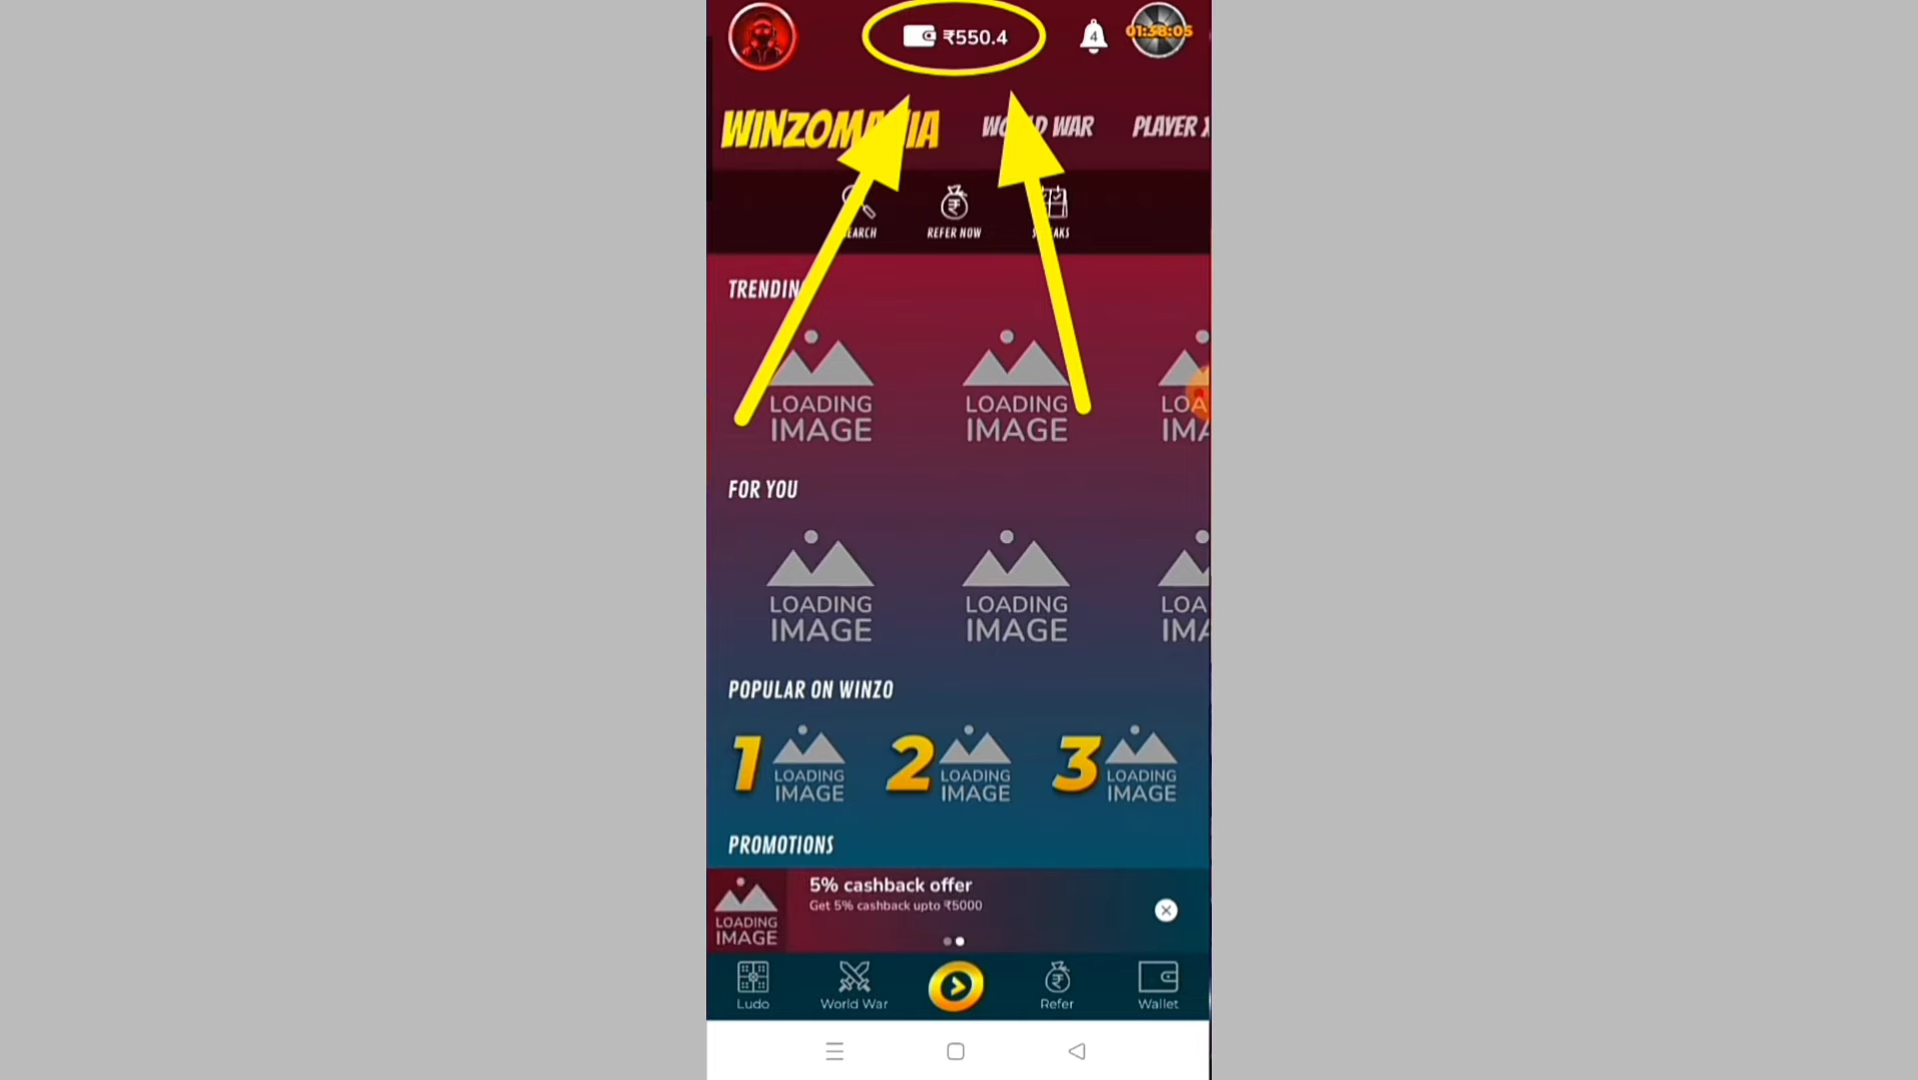 ₹550.4
4
01:38:05
WORLD WAR
PLAYER
REFER NOW
FOR YOU
LOADING
IMAGE
LOADING
IMAGE
LOADING
IMAGE
LOADING
IMAGE
POPULAR ON WINZO
1
LOADING
IMAGE
2
LOADING
IMAGE
3
LOADING
IMAGE
PROMOTIONS
LOADING
IMAGE
5% cashback offer
Get 5% cashback upto ₹5000
Ludo
World War
Refer
Wallet